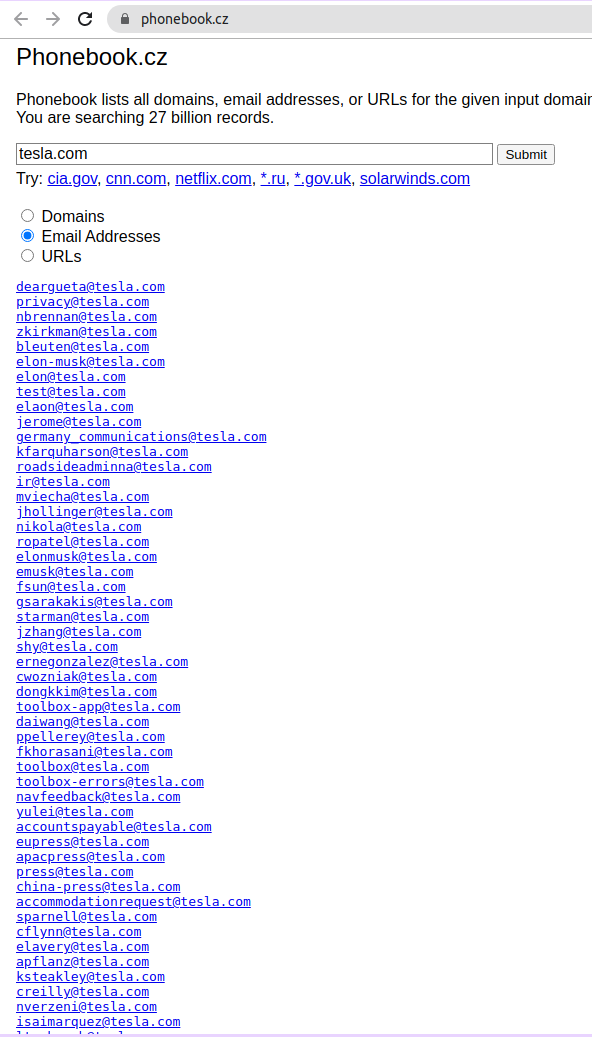 phonebook.cz
Phonebook.cz
Phonebook lists all domains, email addresses, or URLs for the given input domain
You are searching 27 billion records.
tesla.com Submit
Try: cia.gov, cnn.com, netflix.com, *.ru, *.gov.uk, solarwinds.com
Domains
Email Addresses
URLs
deargueta@tesla.com
privacy@tesla.com
nbrennan@tesla.com
zkirkman@tesla.com
bleuten@tesla.com
elon-musk@tesla.com
elon@tesla.com
test@tesla.com
elaon@tesla.com
jerome@tesla.com
germany_communications@tesla.com
kfarquharson@tesla.com
roadsideadminna@tesla.com
ir@tesla.com
mviecha@tesla.com
jhollinger@tesla.com
nikola@tesla.com
ropatel@tesla.com
elonmusk@tesla.com
emusk@tesla.com
fsun@tesla.com
gsarakakis@tesla.com
starman@tesla.com
jzhang@tesla.com
shy@tesla.com
ernegonzalez@tesla.com
cwozniak@tesla.com
dongkkim@tesla.com
toolbox-app@tesla.com
daiwang@tesla.com
ppellerey@tesla.com
fkhorasani@tesla.com
toolbox@tesla.com
toolbox-errors@tesla.com
navfeedback@tesla.com
yulei@tesla.com
accountspayable@tesla.com
eupress@tesla.com
apacpress@tesla.com
press@tesla.com
china-press@tesla.com
accommodationrequest@tesla.com
sparnell@tesla.com
cflynn@tesla.com
elavery@tesla.com
apflanz@tesla.com
ksteakley@tesla.com
creilly@tesla.com
nverzeni@tesla.com
isaimarquez@tesla.com